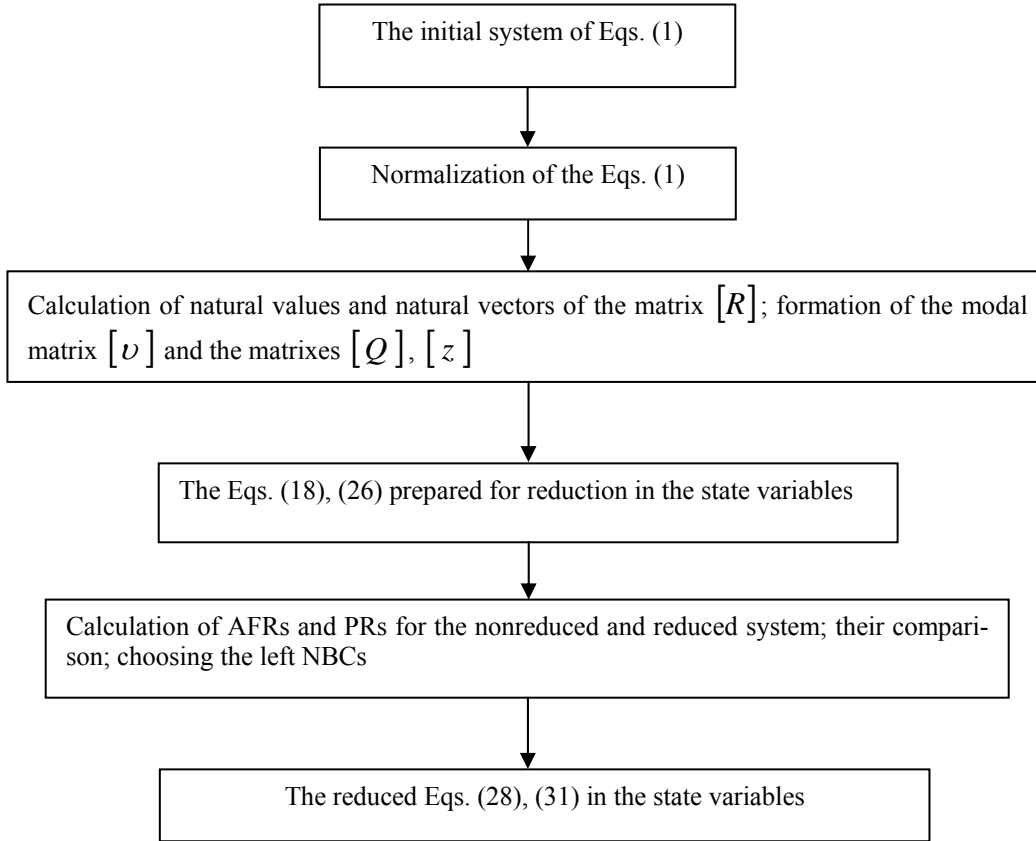 The initial system of Eqs. (1)
Normalization of the Eqs. (1)
Calculation of natural values and natural vectors of the matrix [R]; formation of the modal
matrix [υ] and the matrixes [Q], [z]
The Eqs. (18), (26) prepared for reduction in the state variables
Calculation of AFRs and PRs for the nonreduced and reduced system; their compari-
son; choosing the left NBCs
The reduced Eqs. (28), (31) in the state variables